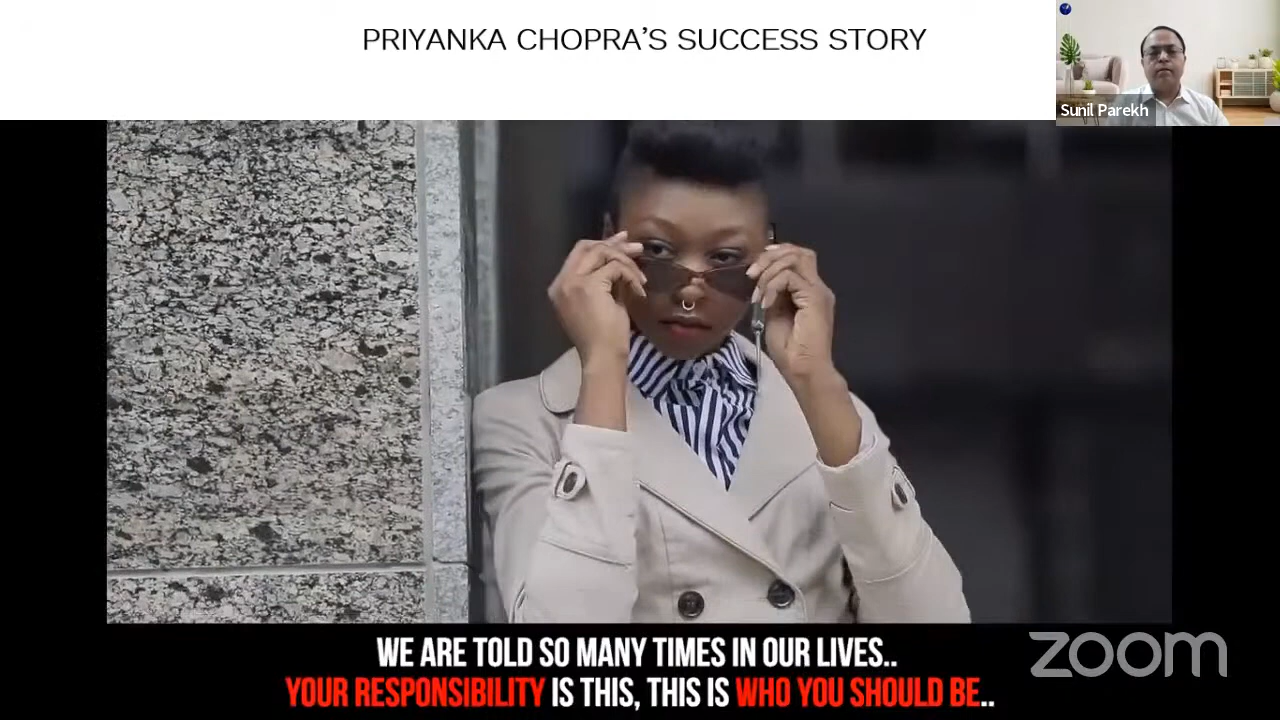 PRIYANKA CHOPRA'S SUCCESS STORY
Sunil Parekh
WE ARE TOLD SO MANY TIMES IN OUR LIVES..
YOUR RESPONSIBILITY IS THIS, THIS IS WHO YOU SHOULD BE..
zoom